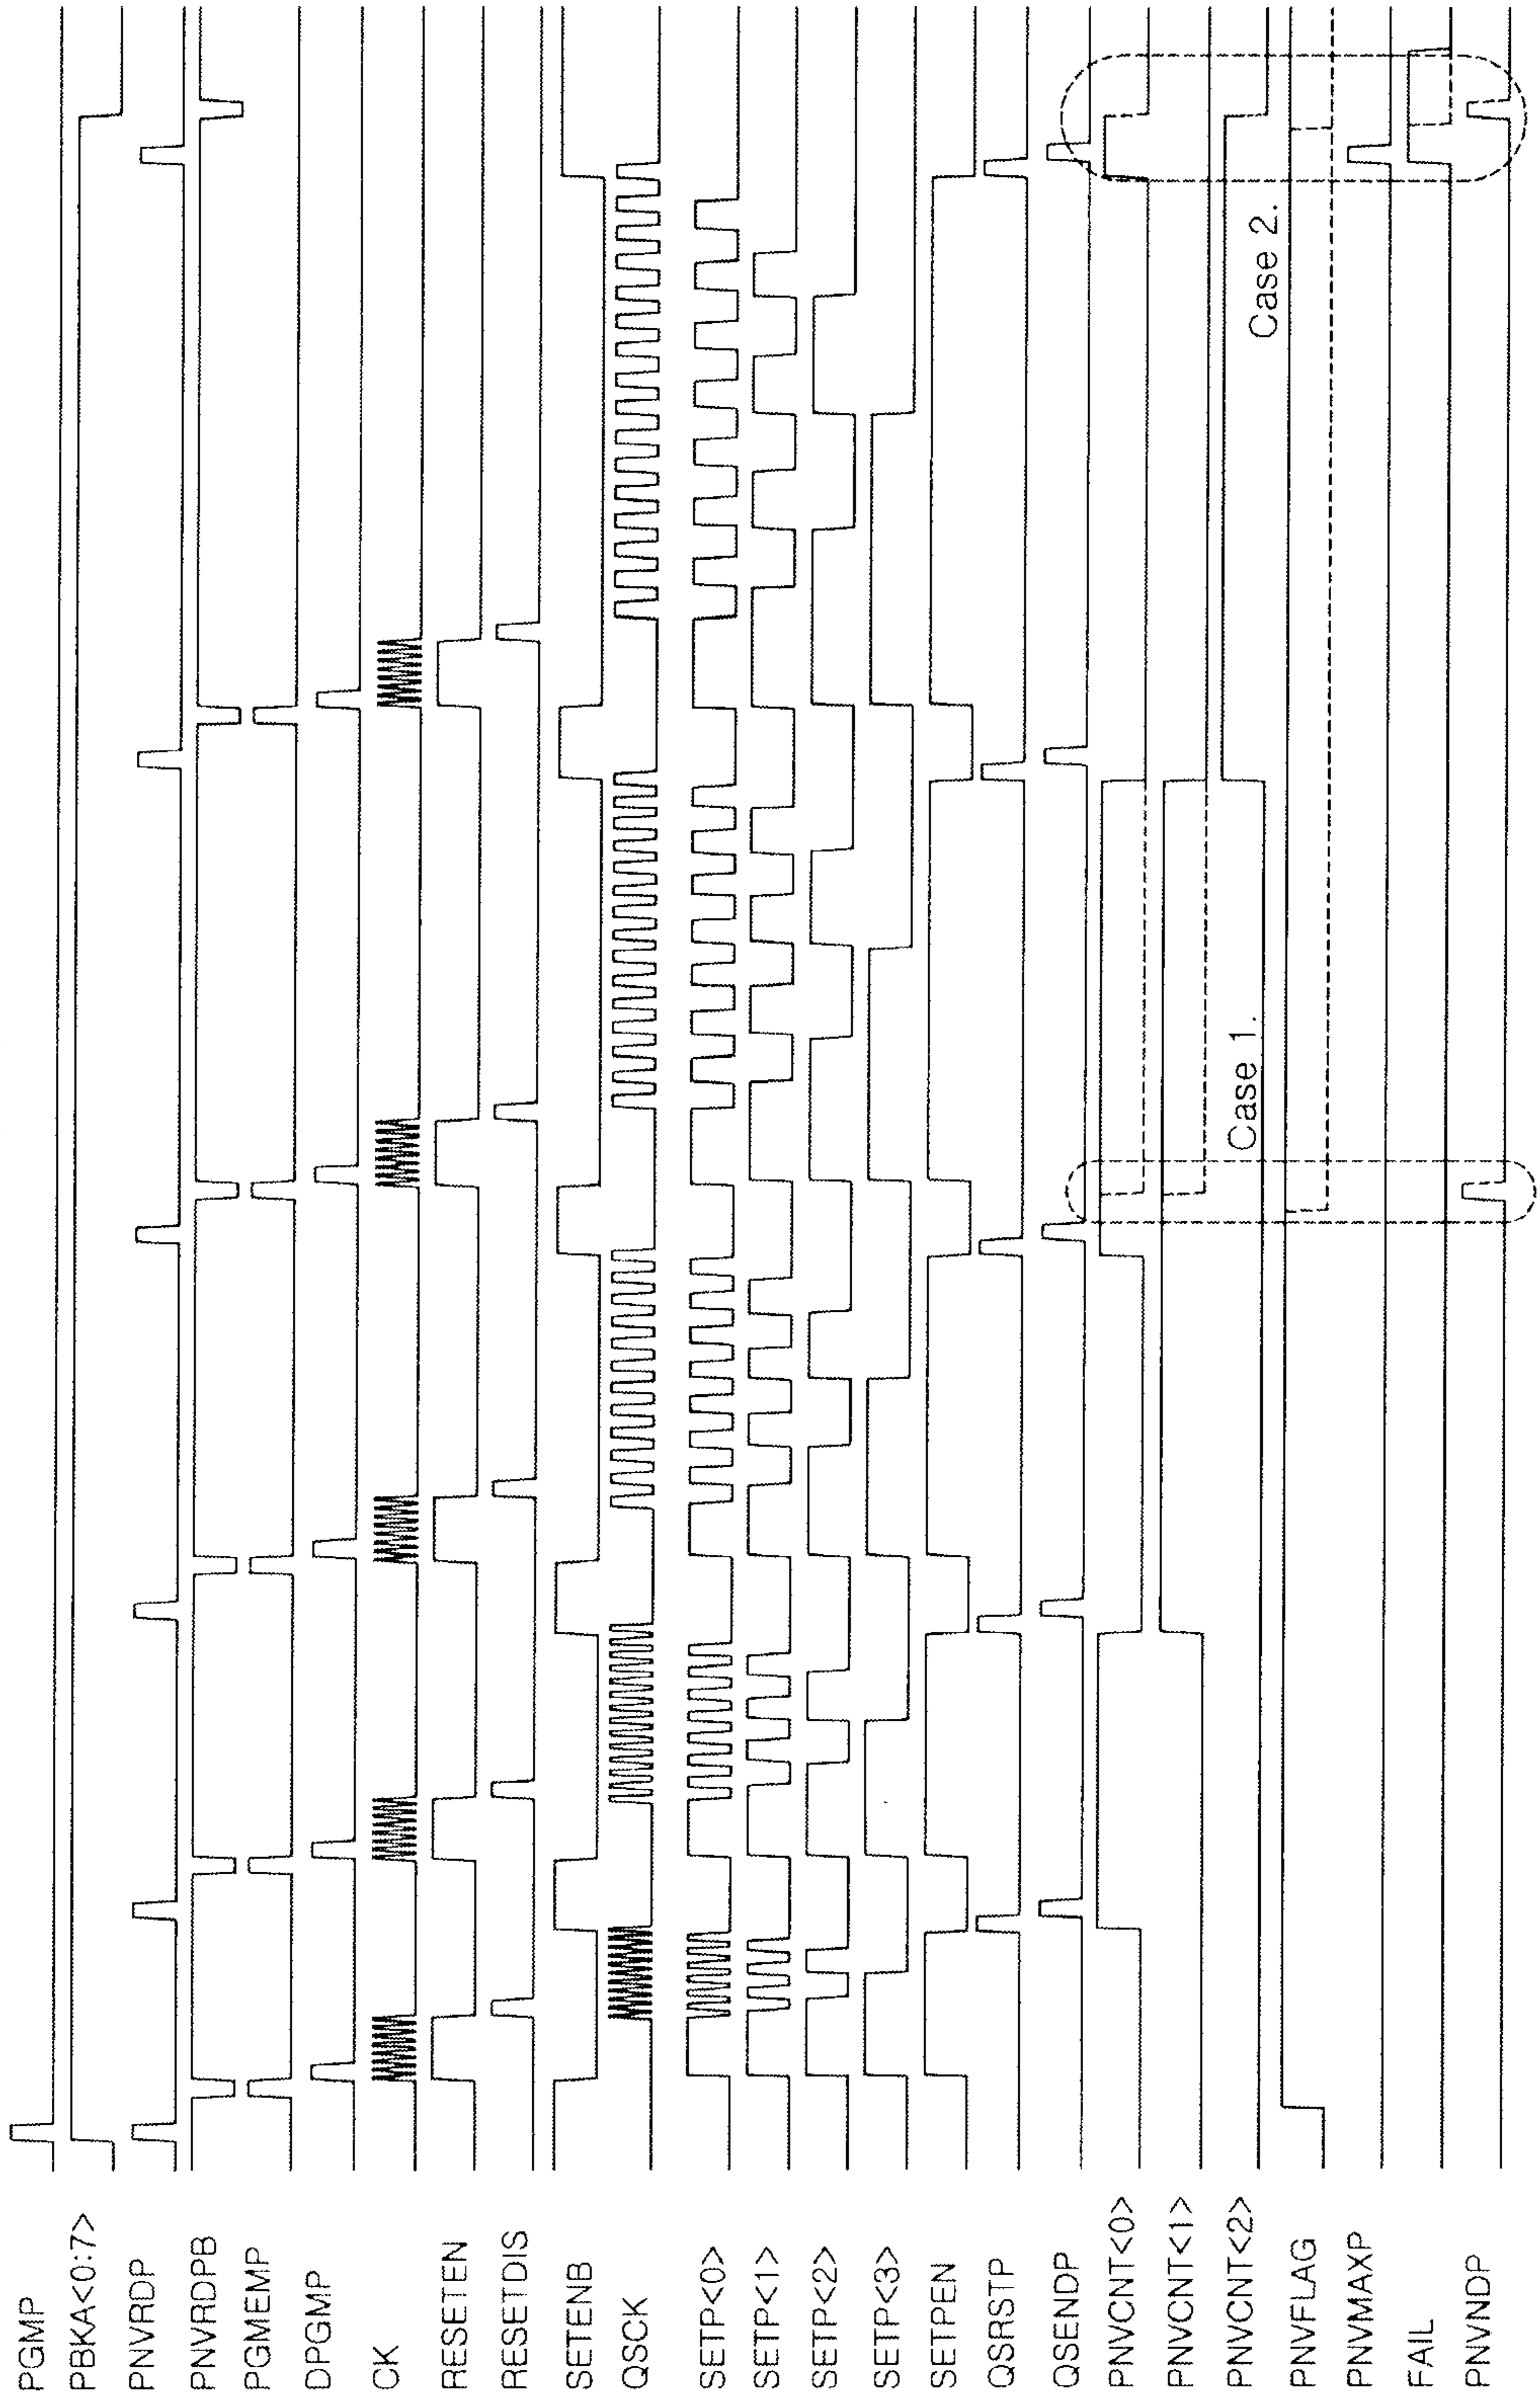 PGMP
PBKA<0:7>
PNVRDP
PNVRDPB
PGMEMP
DPGMP
CK
RESETEN
RESETDIS
SETENB
QSCK
SETP<0>
SETP<1>
SETP<2>
SETP<3>
SETPEN
QSRSTP
QSENDP
PNVCNT<0>
PNVCNT<1>
PNVCNT<2>
PNVFLAG
PNVMAXP
FAIL
PNVNDP
Case 1.
Case 2.